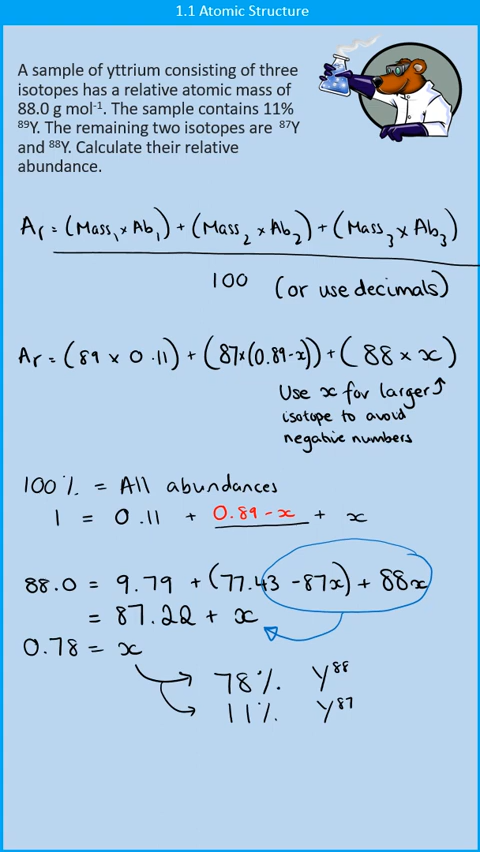 1.1 Atomic Structure
A sample of yttrium consisting of three
isotopes has a relative atomic mass of
88.0 g mol⁻¹. The sample contains 11%
⁸⁹Y. The remaining two isotopes are ⁸⁷Y
and ⁸⁸Y. Calculate their relative
abundance.
Ar = (Mass₁ x Ab₁) + (Mass₂ x Ab₂) + (Mass₃ x Ab₃)
100 (or use decimals)
Ar = (89 x 0.11) + (87x(0.89-x)) + (88 x x)
Use x for larger
isotope to avoid
negative numbers
100% = All abundances
1 = 0.11 + 0.89-x + x
88.0 = 9.79 + (77.43 -87x) + 88x
= 87.22 + x
0.78 = x
78% Y⁸⁸
11% Y⁸⁷